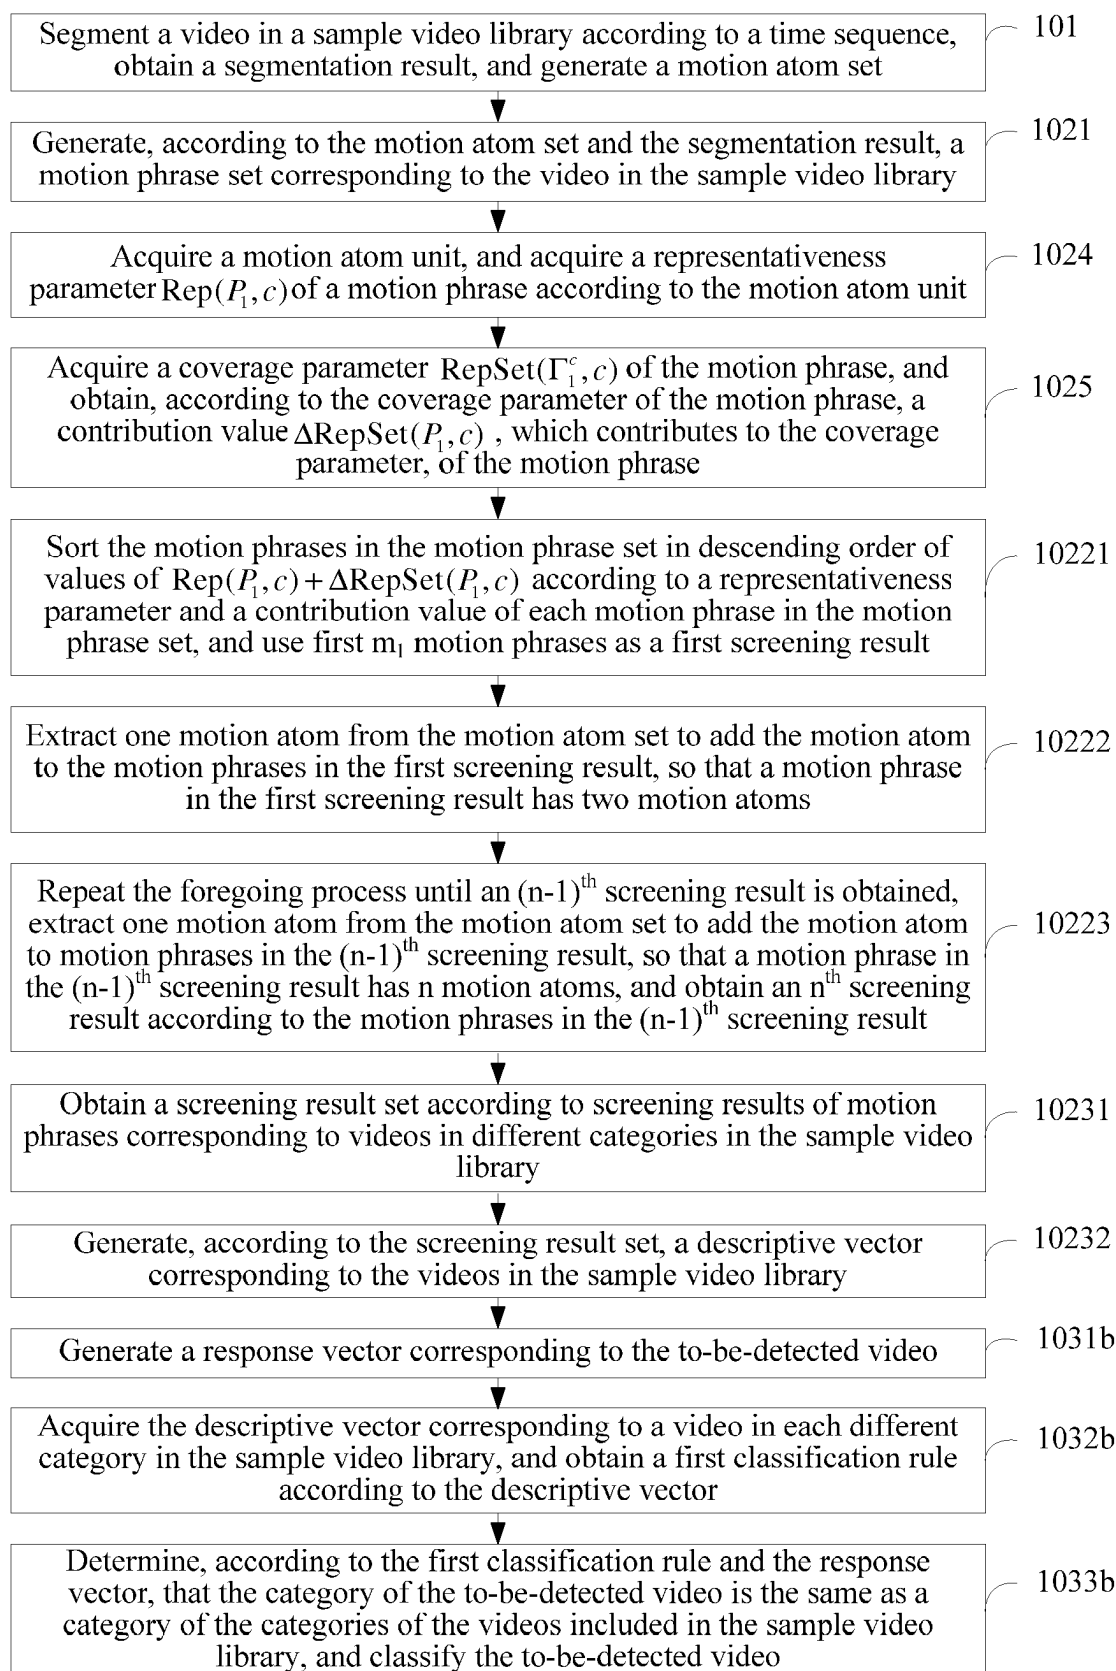 Segment a video in a sample video library according to a time sequence,
obtain a segmentation result, and generate a motion atom set
101
Generate, according to the motion atom set and the segmentation result, a
motion phrase set corresponding to the video in the sample video library
1021
Acquire a motion atom unit, and acquire a representativeness
parameter Rep(P₁, c) of a motion phrase according to the motion atom unit
1024
Acquire a coverage parameter RepSet(Γ₁ᶜ, c) of the motion phrase, and
obtain, according to the coverage parameter of the motion phrase, a
contribution value ΔRepSet(P₁, c) , which contributes to the coverage
parameter, of the motion phrase
1025
Sort the motion phrases in the motion phrase set in descending order of
values of Rep(P₁, c) + ΔRepSet(P₁, c) according to a representativeness
parameter and a contribution value of each motion phrase in the motion
phrase set, and use first m₁ motion phrases as a first screening result
10221
Extract one motion atom from the motion atom set to add the motion atom
to the motion phrases in the first screening result, so that a motion phrase
in the first screening result has two motion atoms
10222
Repeat the foregoing process until an (n-1)ᵗʰ screening result is obtained,
extract one motion atom from the motion atom set to add the motion atom
to motion phrases in the (n-1)ᵗʰ screening result, so that a motion phrase in
the (n-1)ᵗʰ screening result has n motion atoms, and obtain an nᵗʰ screening
result according to the motion phrases in the (n-1)ᵗʰ screening result
10223
Obtain a screening result set according to screening results of motion
phrases corresponding to videos in different categories in the sample video
library
10231
Generate, according to the screening result set, a descriptive vector
corresponding to the videos in the sample video library
10232
Generate a response vector corresponding to the to-be-detected video
1031b
Acquire the descriptive vector corresponding to a video in each different
category in the sample video library, and obtain a first classification rule
according to the descriptive vector
1032b
Determine, according to the first classification rule and the response
vector, that the category of the to-be-detected video is the same as a
category of the categories of the videos included in the sample video
library, and classify the to-be-detected video
1033b